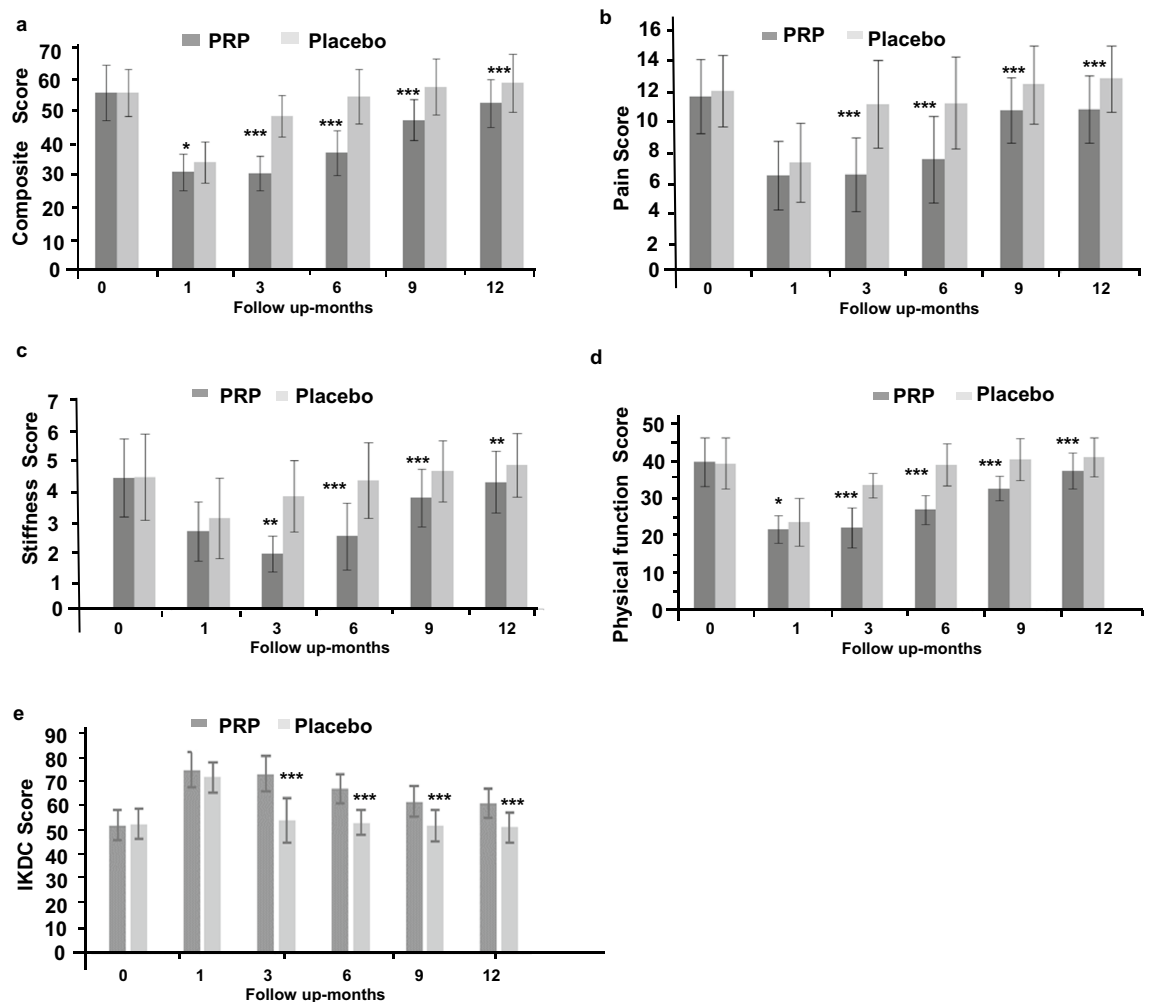 a
PRP Placebo
Composite Score
70
60
50
40
30
20
10
0
* *** *** *** ***
0 1 3 6 9 12
Follow up-months
b
PRP Placebo
Pain Score
16
14
12
10
8
6
4
2
0
*** *** *** ***
0 1 3 6 9 12
Follow up-months
c
PRP Placebo
Stiffness Score
7
6
5
4
3
2
1
0
** *** *** **
0 1 3 6 9 12
Follow up-months
d
PRP Placebo
Physical function Score
50
40
30
20
10
0
* *** *** *** ***
0 1 3 6 9 12
Follow up-months
e
PRP Placebo
IKDC Score
90
80
70
60
50
40
30
20
10
0
*** *** *** ***
0 1 3 6 9 12
Follow up-months